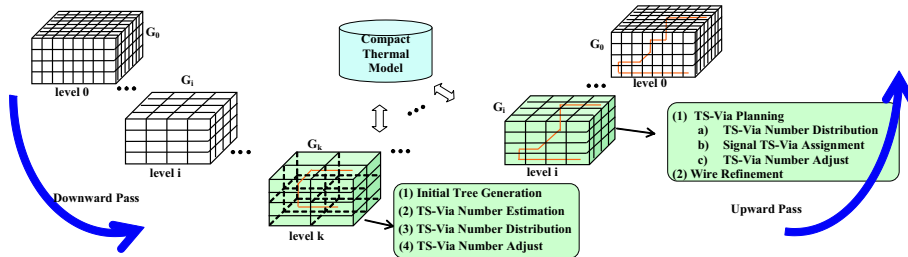 G0
level 0
Gi
level i
Downward Pass
Compact
Thermal
Model
Gk
level k
(1) Initial Tree Generation
(2) TS-Via Number Estimation
(3) TS-Via Number Distribution
(4) TS-Via Number Adjust
G0
level 0
Gi
level i
(1) TS-Via Planning
a) TS-Via Number Distribution
b) Signal TS-Via Assignment
c) TS-Via Number Adjust
(2) Wire Refinement
Upward Pass